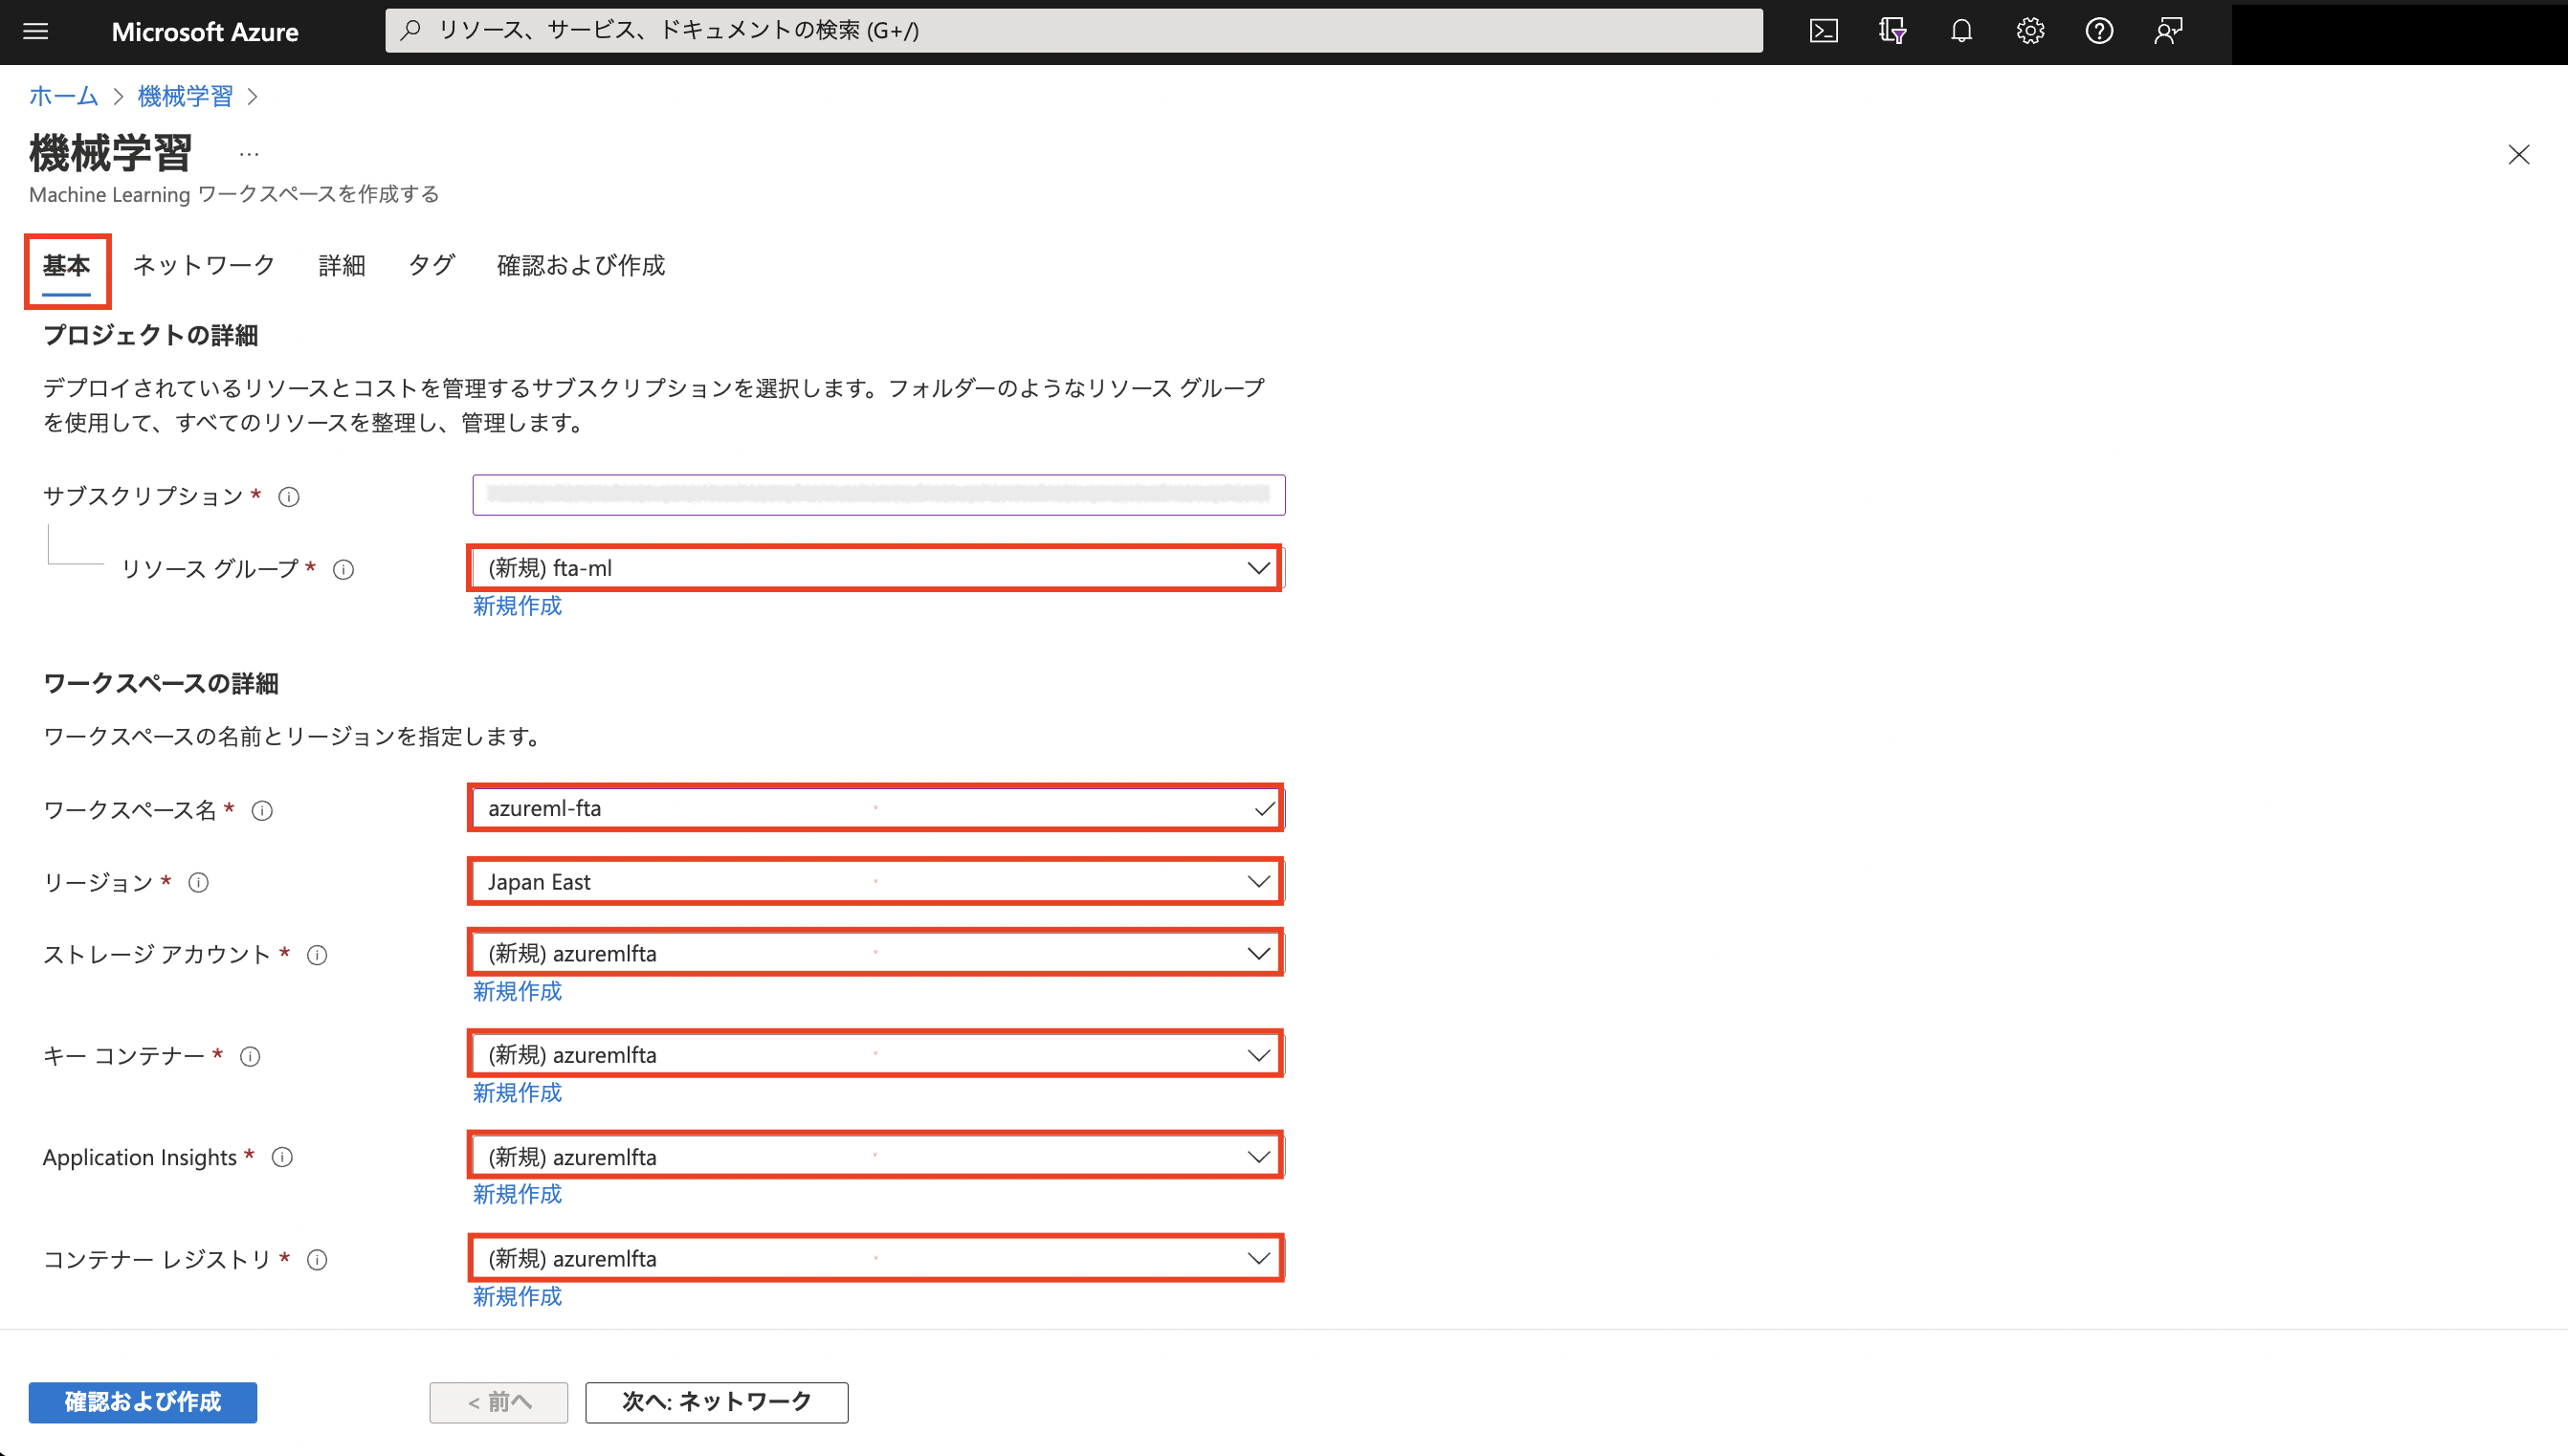 Microsoft Azure
リソース、サービス、ドキュメントの検索 (G+/)
ホーム > 機械学習 >
機械学習 ...
Machine Learning ワークスペースを作成する
基本 ネットワーク 詳細 タグ 確認および作成
プロジェクトの詳細
デプロイされているリソースとコストを管理するサブスクリプションを選択します。フォルダーのようなリソース グループ
を使用して、すべてのリソースを整理し、管理します。
サブスクリプション *
リソース グループ * (新規) fta-ml
新規作成
ワークスペースの詳細
ワークスペースの名前とリージョンを指定します。
ワークスペース名 * azureml-fta
リージョン * Japan East
ストレージ アカウント * (新規) azuremlfta
新規作成
キー コンテナー * (新規) azuremlfta
新規作成
Application Insights * (新規) azuremlfta
新規作成
コンテナー レジストリ * (新規) azuremlfta
新規作成
確認および作成 < 前へ 次へ: ネットワーク